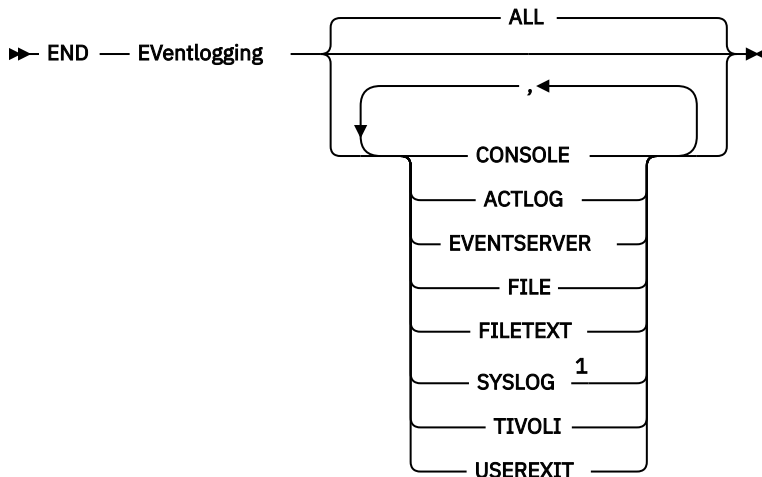 ALL
END EVentlogging
,
CONSOLE
ACTLOG
EVENTSERVER
FILE
FILETEXT
SYSLOG 1
TIVOLI
USEREXIT